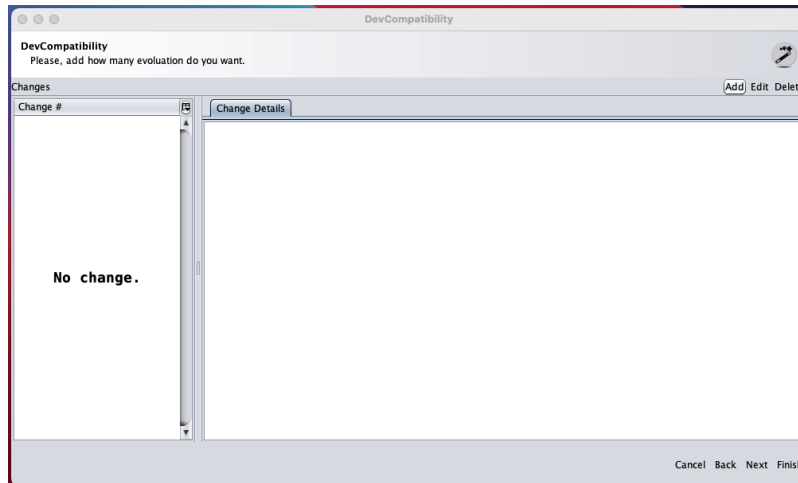 DevCompatibility
DevCompatibility
Please, add how many evoluation do you want.
Changes
Add Edit
Change #
Change Details
No change.
Cancel Back Next